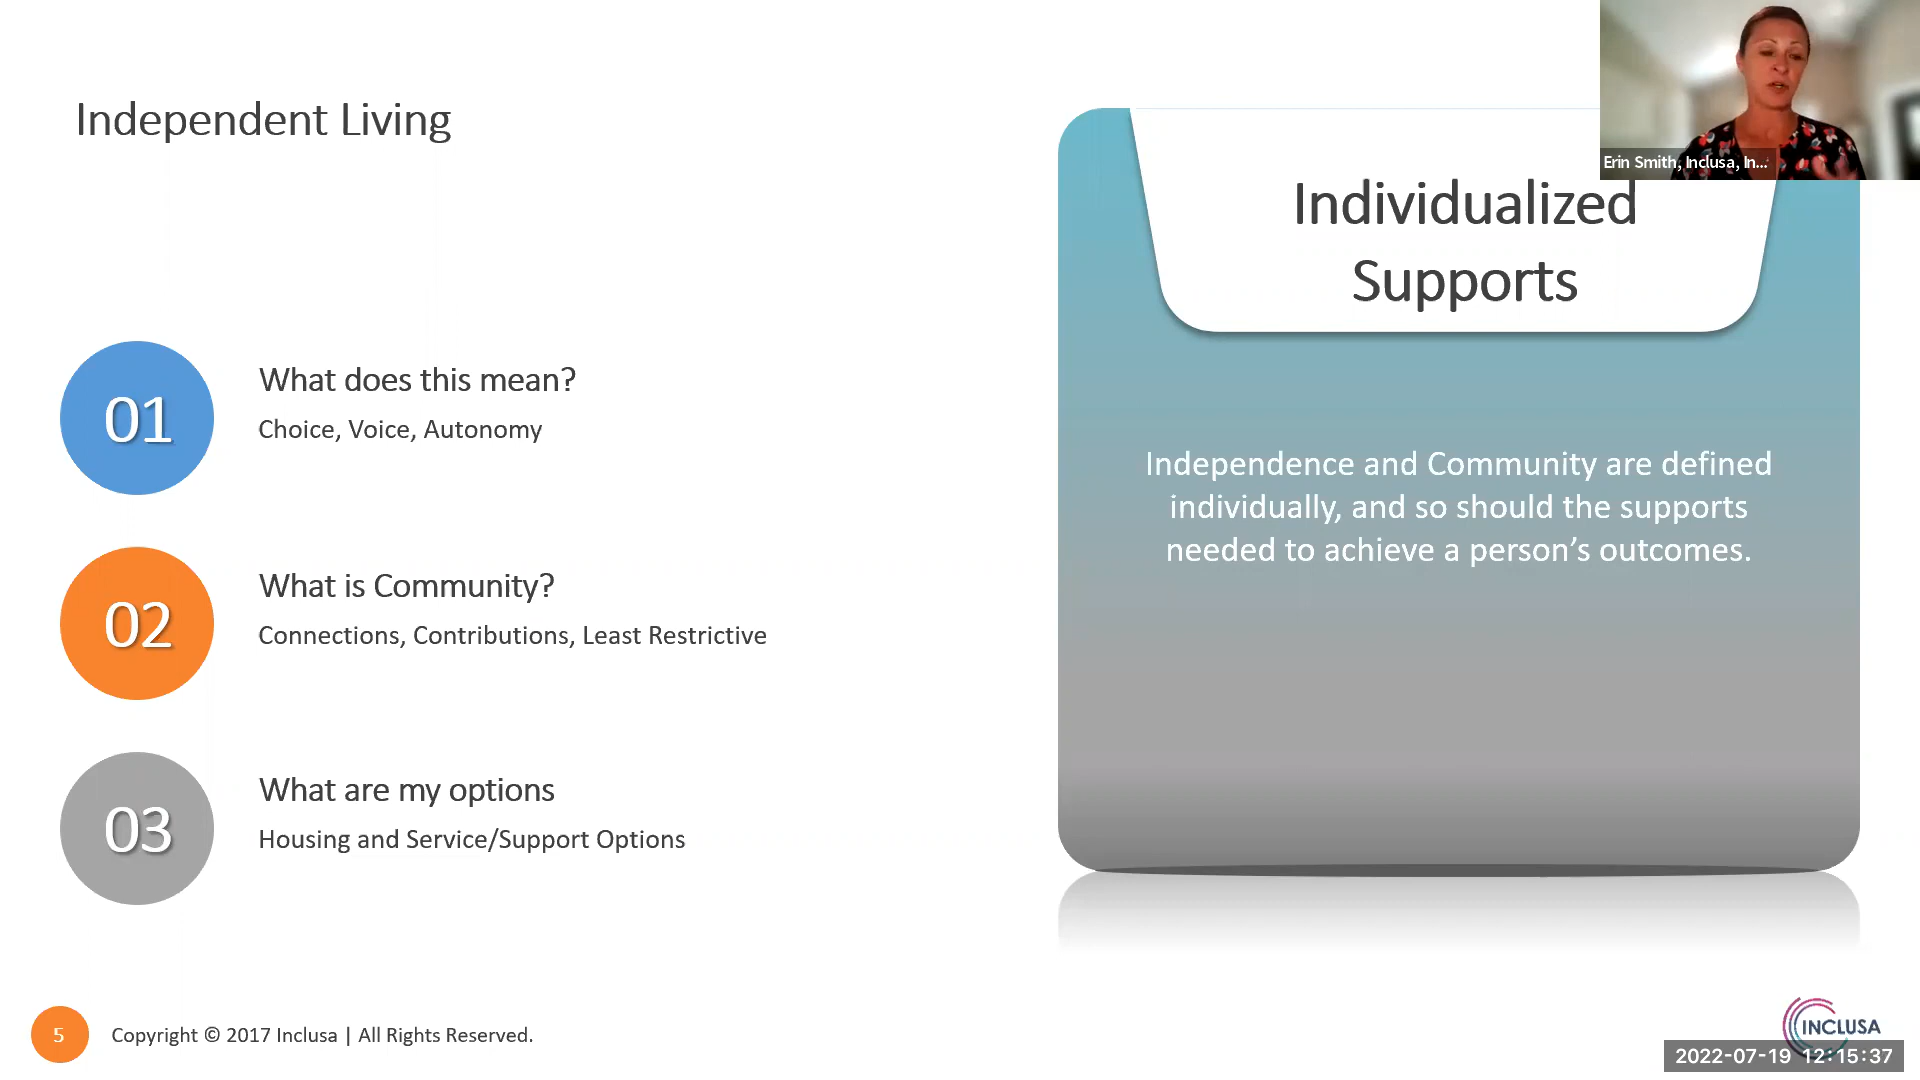 Independent Living
01
What does this mean?
Choice, Voice, Autonomy
02
What is Community?
Connections, Contributions, Least Restrictive
03
What are my options
Housing and Service/Support Options
Individualized
Supports
Independence and Community are defined
individually, and so should the supports
needed to achieve a person’s outcomes.
Erin Smith, Inclusa, In...
5
Copyright © 2017 Inclusa | All Rights Reserved.
INCLUSA
2022-07-19 12:15:37